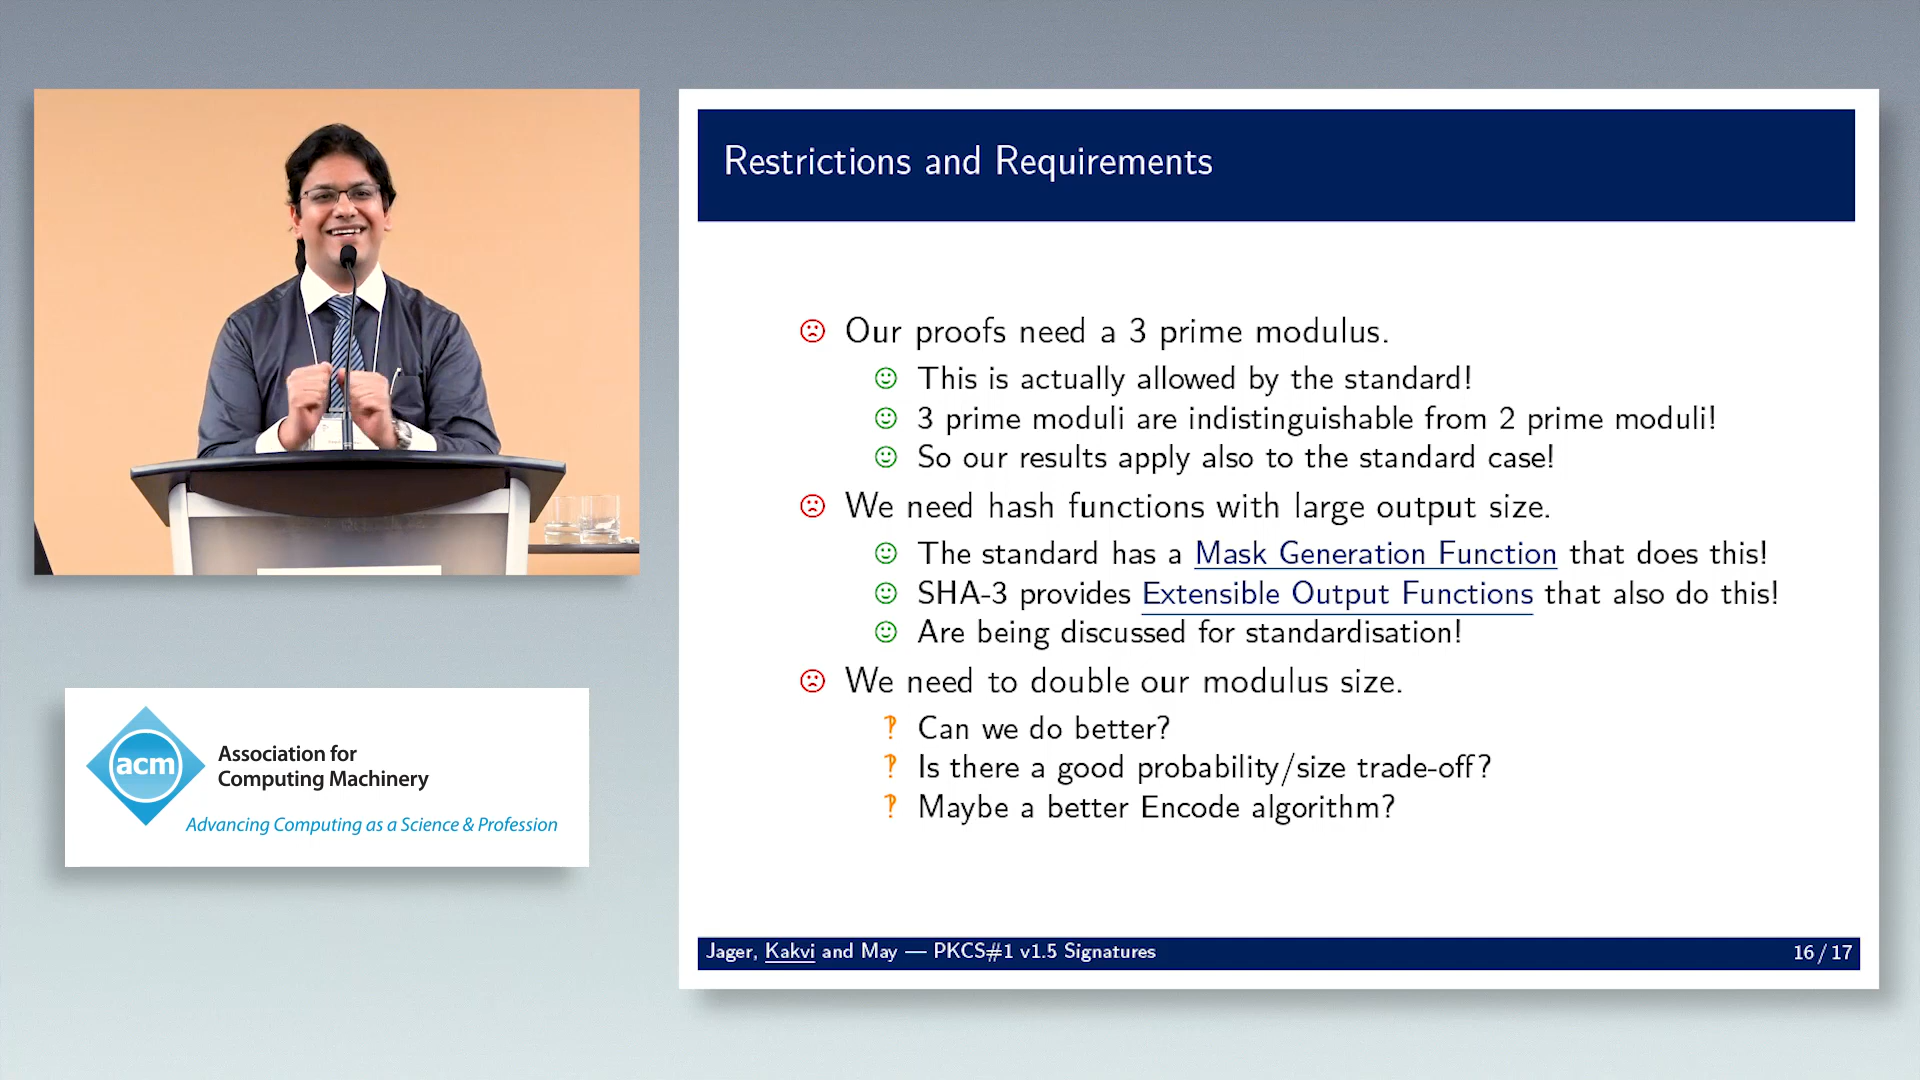 Restrictions and Requirements
Our proofs need a 3 prime modulus.
This is actually allowed by the standard!
3 prime moduli are indistinguishable from 2 prime moduli!
So our results apply also to the standard case!
We need hash functions with large output size.
The standard has a Mask Generation Function that does this!
SHA-3 provides Extensible Output Functions that also do this!
Are being discussed for standardisation!
We need to double our modulus size.
‽ Can we do better?
‽ Is there a good probability/size trade-off?
‽ Maybe a better Encode algorithm?
Jager, Kakvi and May — PKCS#1 v1.5 Signatures 16 / 17
acm
Association for
Computing Machinery
Advancing Computing as a Science & Profession